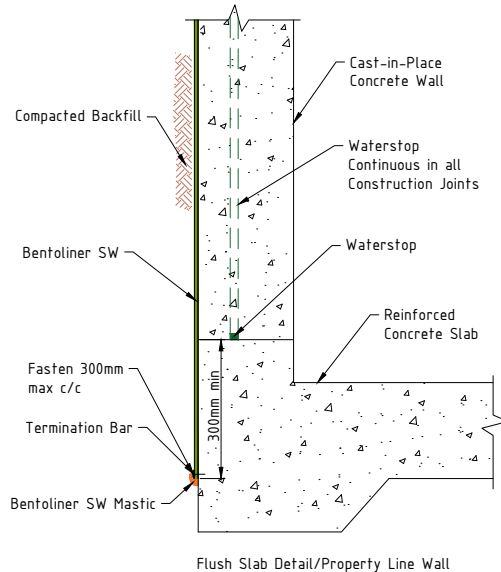 Cast-in-Place
Concrete Wall
Compacted Backfill
Waterstop
Continuous in all
Construction Joints
Bentoliner SW
Waterstop
Reinforced
Concrete Slab
Fasten 300mm
max c/c
300mm min
Termination Bar
Bentoliner SW Mastic
Flush Slab Detail/Property Line Wall